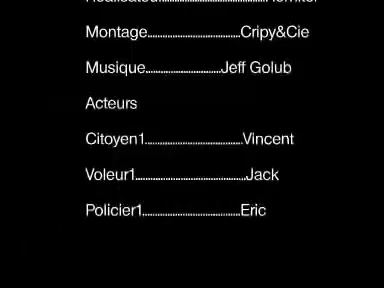 Montage...............................Cripy&Cie
Musique.........................Jeff Golub
Acteurs
Citoyen1................................Vincent
Voleur1....................................Jack
Policier1................................Eric